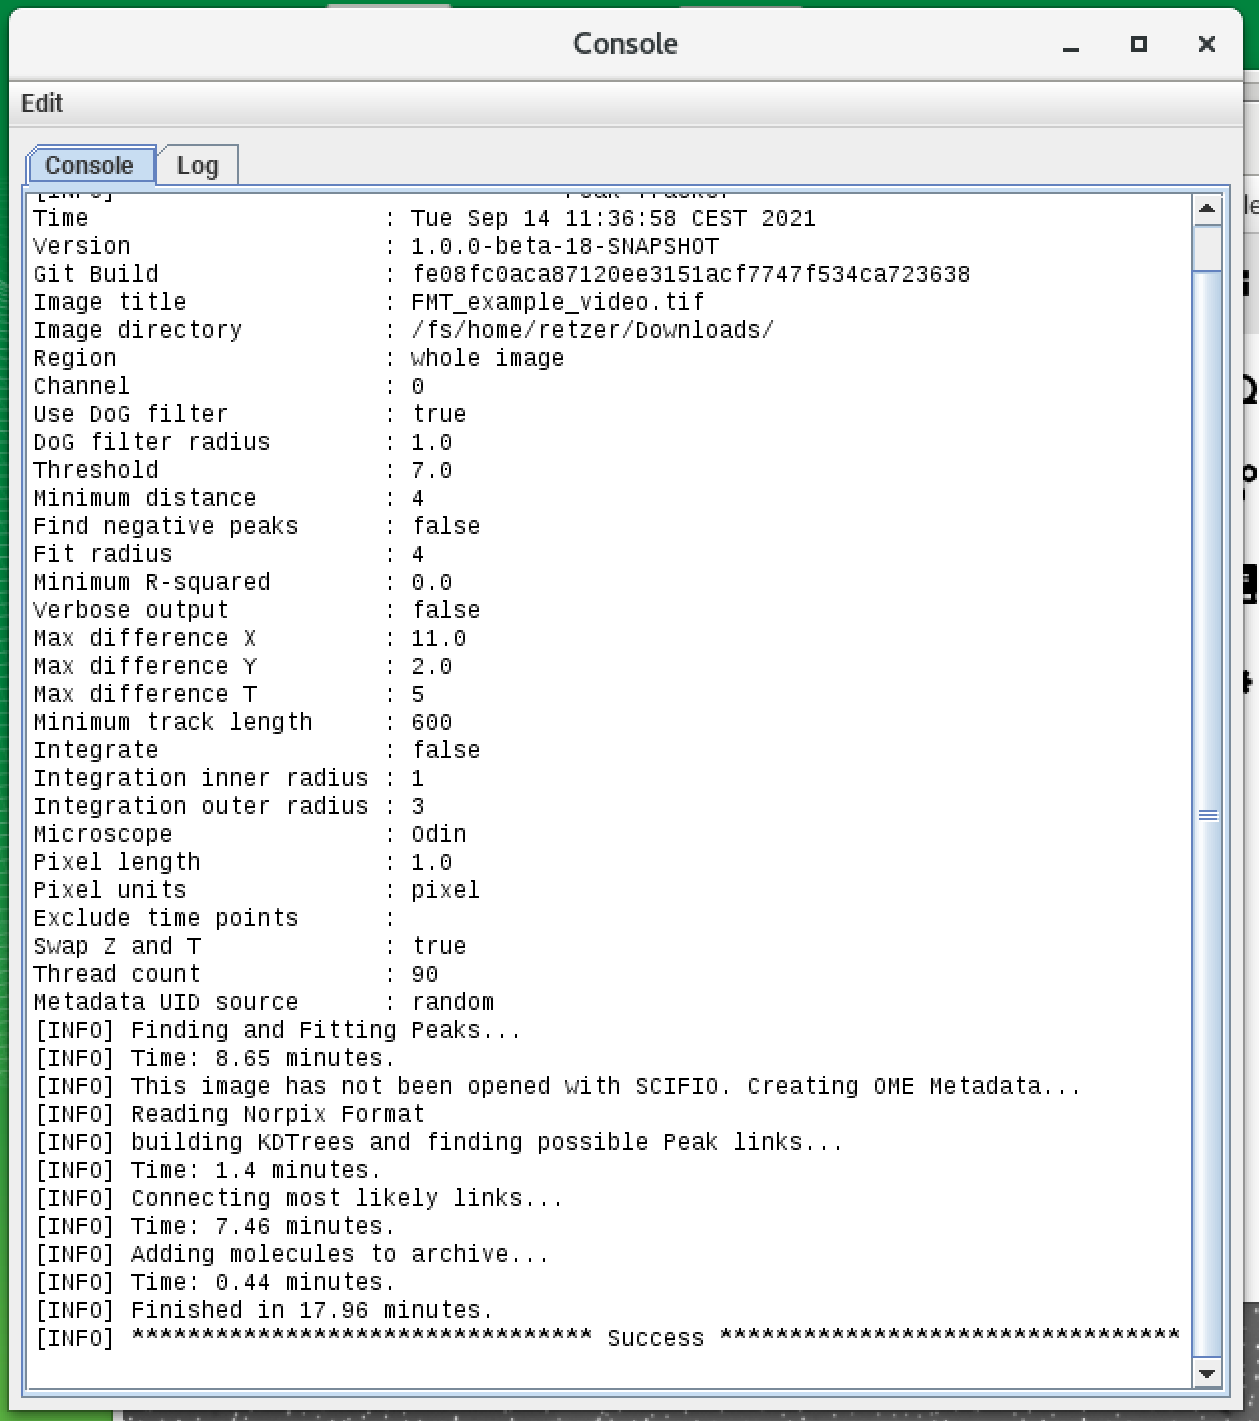 Console
Edit
Console Log
[INFO] Peak Tracker
Time : Tue Sep 14 11:36:58 CEST 2021
Version : 1.0.0-beta-18-SNAPSHOT
Git Build : fe08fc0aca87120ee3151acf7747f534ca723638
Image title : FMT_example_video.tif
Image directory : /fs/home/retzer/Downloads/
Region : whole image
Channel : 0
Use DoG filter : true
DoG filter radius : 1.0
Threshold : 7.0
Minimum distance : 4
Find negative peaks : false
Fit radius : 4
Minimum R-squared : 0.0
Verbose output : false
Max difference X : 11.0
Max difference Y : 2.0
Max difference T : 5
Minimum track length : 600
Integrate : false
Integration inner radius : 1
Integration outer radius : 3
Microscope : Odin
Pixel length : 1.0
Pixel units : pixel
Exclude time points :
Swap Z and T : true
Thread count : 90
Metadata UID source : random
[INFO] Finding and Fitting Peaks...
[INFO] Time: 8.65 minutes.
[INFO] This image has not been opened with SCIFIO. Creating OME Metadata...
[INFO] Reading Norpix Format
[INFO] building KDTrees and finding possible Peak links...
[INFO] Time: 1.4 minutes.
[INFO] Connecting most likely links...
[INFO] Time: 7.46 minutes.
[INFO] Adding molecules to archive...
[INFO] Time: 0.44 minutes.
[INFO] Finished in 17.96 minutes.
[INFO] ********************************* Success *********************************